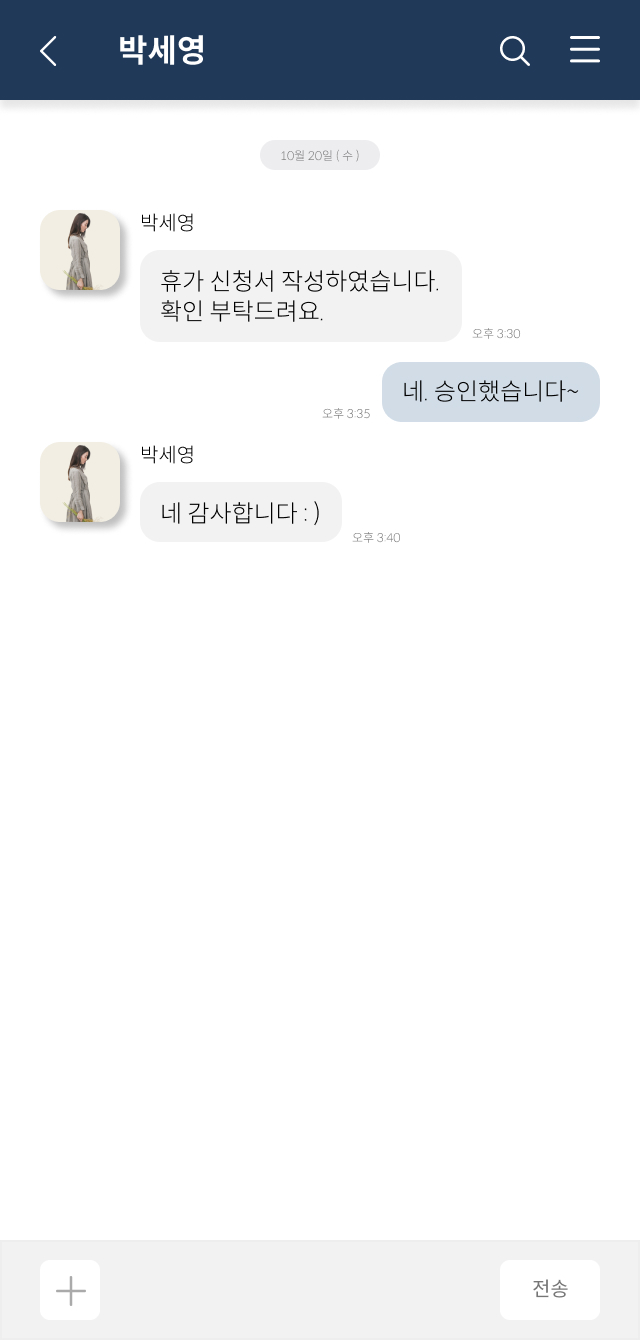 박세영
10월 20일 ( 수 )
박세영
휴가 신청서 작성하였습니다.
확인 부탁드려요.
오후 3:30
네. 승인했습니다~
오후 3:35
박세영
네 감사합니다 : )
오후 3:40
전송